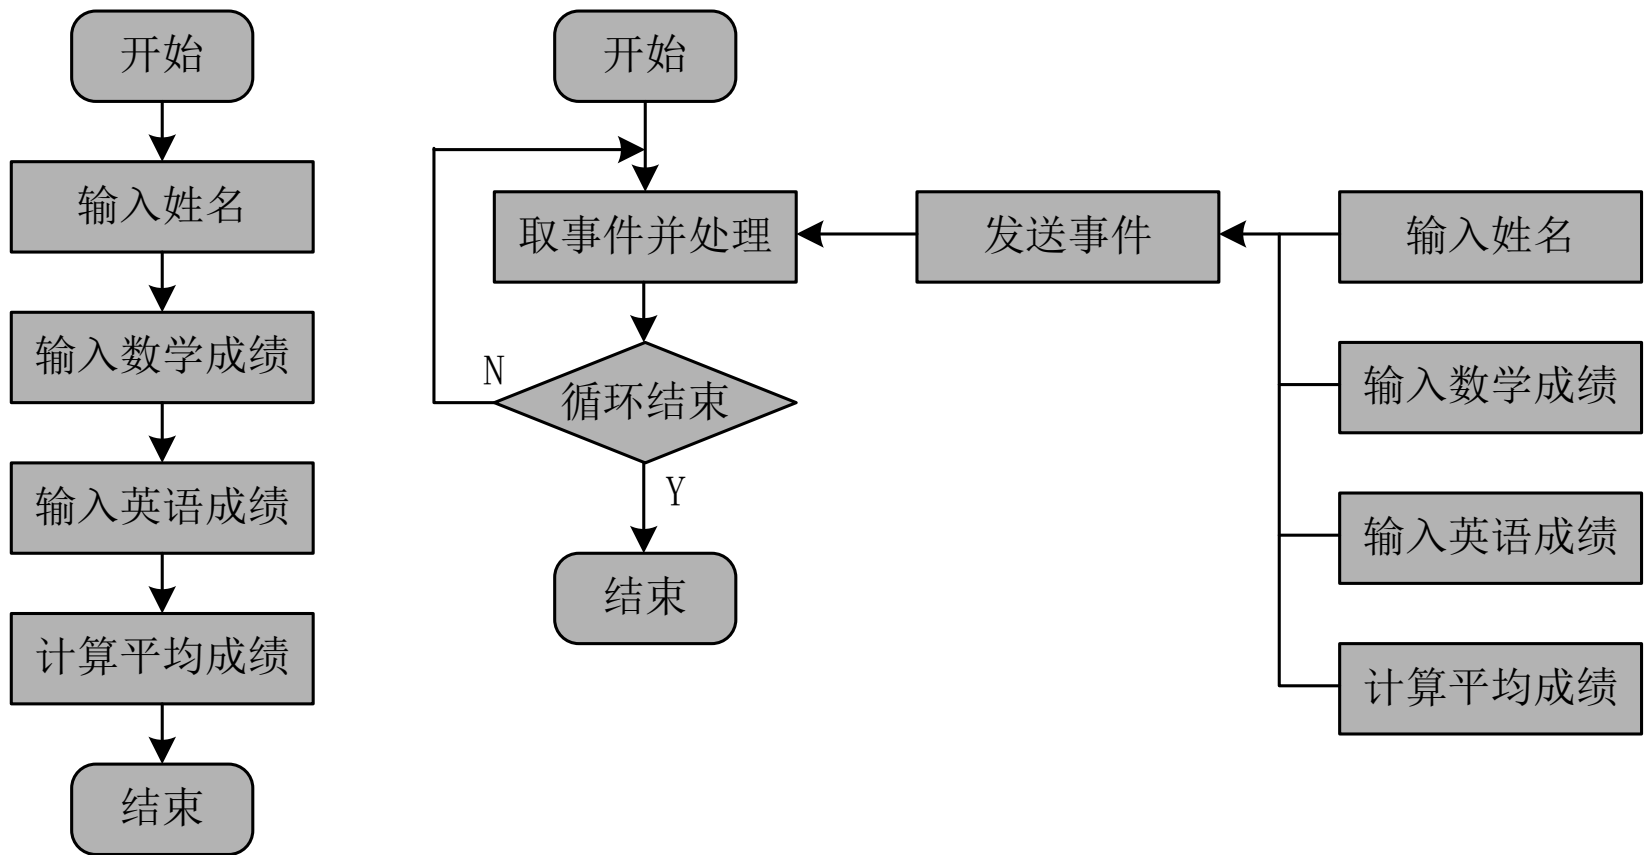 开始
输入姓名
输入数学成绩
输入英语成绩
计算平均成绩
结束
开始
取事件并处理
循环结束
N
Y
结束
发送事件
输入姓名
输入数学成绩
输入英语成绩
计算平均成绩